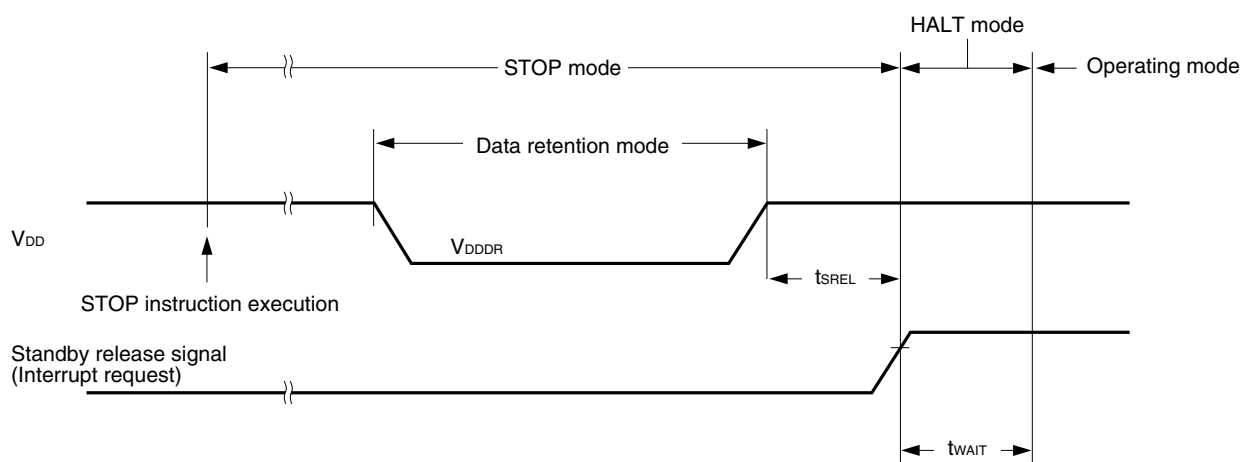 HALT mode
STOP mode
Operating mode
Data retention mode
VDD
VDDDR
tSREL
STOP instruction execution
Standby release signal
(Interrupt request)
tWAIT